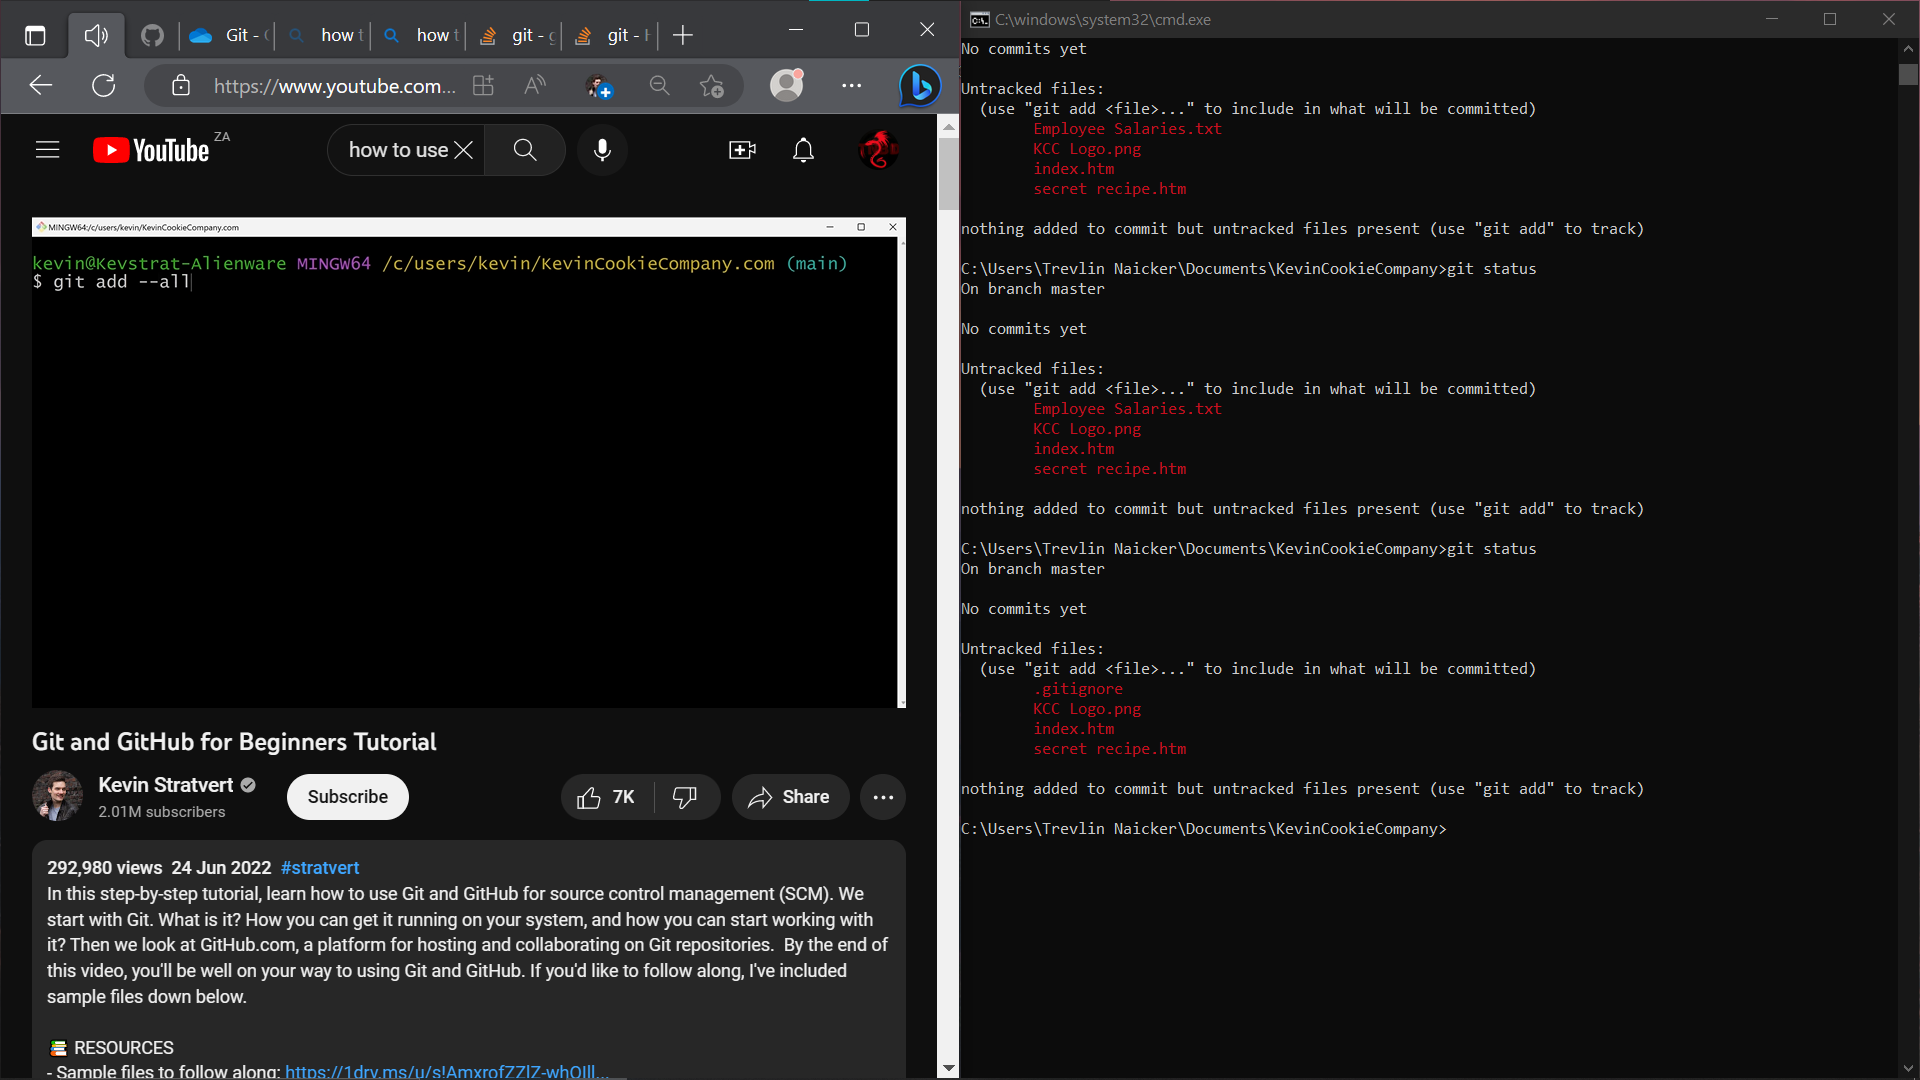 Git - (
how t
how t
git - g
git - H
https://www.youtube.com...
YouTube
ZA
how to use
MINGW64:/c/users/kevin/KevinCookieCompany.com
kevin@Kevstrat-Alienware MINGW64 /c/users/kevin/KevinCookieCompany.com (main)
$ git add --all
Git and GitHub for Beginners Tutorial
Kevin Stratvert
2.01M subscribers
Subscribe
7K
Share
292,980 views 24 Jun 2022 #stratvert
In this step-by-step tutorial, learn how to use Git and GitHub for source control management (SCM). We
start with Git. What is it? How you can get it running on your system, and how you can start working with
it? Then we look at GitHub.com, a platform for hosting and collaborating on Git repositories. By the end of
this video, you'll be well on your way to using Git and GitHub. If you'd like to follow along, I've included
sample files down below.
RESOURCES
- Sample files to follow along:
C:\windows\system32\cmd.exe
No commits yet
Untracked files:
(use "git add <file>..." to include in what will be committed)
Employee Salaries.txt
KCC Logo.png
index.htm
secret recipe.htm
nothing added to commit but untracked files present (use "git add" to track)
C:\Users\Trevlin Naicker\Documents\KevinCookieCompany>git status
On branch master
No commits yet
Untracked files:
(use "git add <file>..." to include in what will be committed)
Employee Salaries.txt
KCC Logo.png
index.htm
secret recipe.htm
nothing added to commit but untracked files present (use "git add" to track)
C:\Users\Trevlin Naicker\Documents\KevinCookieCompany>git status
On branch master
No commits yet
Untracked files:
(use "git add <file>..." to include in what will be committed)
.gitignore
KCC Logo.png
index.htm
secret recipe.htm
nothing added to commit but untracked files present (use "git add" to track)
C:\Users\Trevlin Naicker\Documents\KevinCookieCompany>